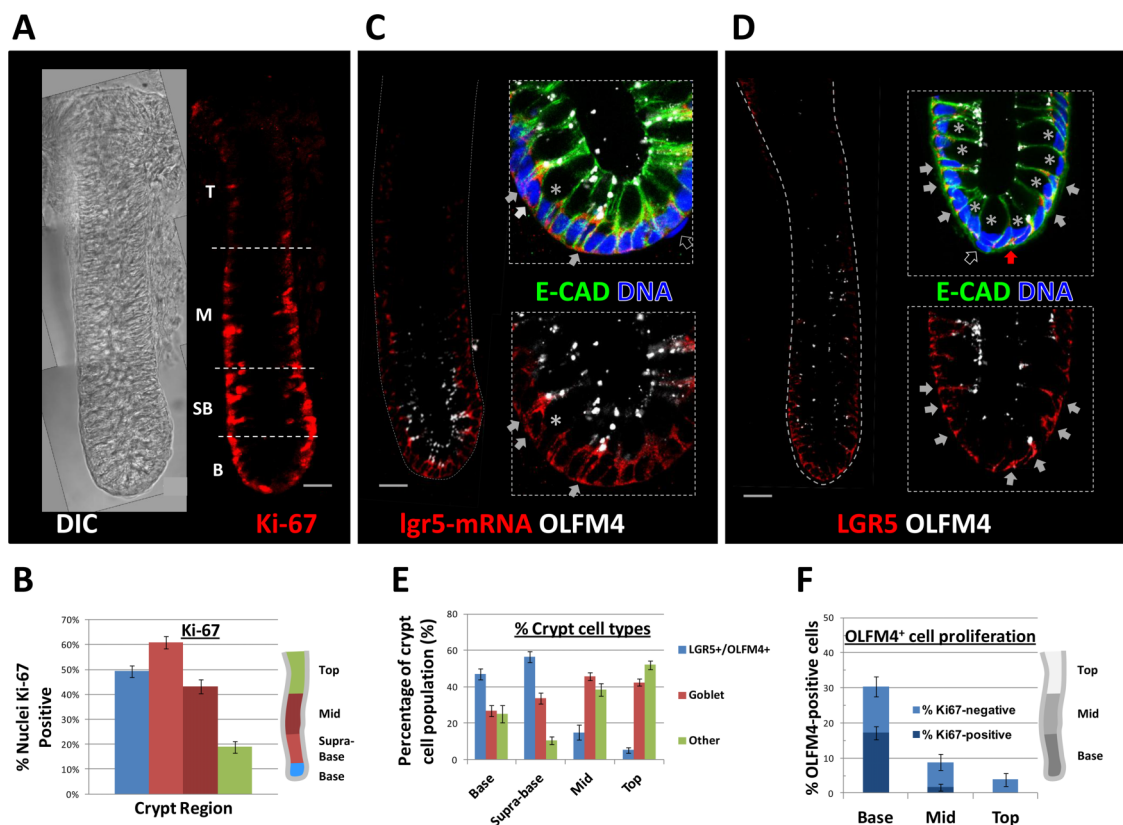 A
T
M
SB
B
DIC
Ki-67
C
E-CAD DNA
lgr5-mRNA OLFM4
D
E-CAD DNA
LGR5 OLFM4
B
Ki-67
% Nuclei Ki-67
Positive
70%
60%
50%
40%
30%
20%
10%
0%
Crypt Region
Top
Mid
Supra-
Base
Base
E
% Crypt cell types
Percentage of crypt
cell population (%)
80
60
40
20
0
Base
Supra-base
Mid
Top
LGR5+/OLFM4+
Goblet
Other
F
OLFM4⁺ cell proliferation
% OLFM4-positive cells
50
40
30
20
10
0
% Ki67-negative
% Ki67-positive
Base
Mid
Top
Top
Mid
Base